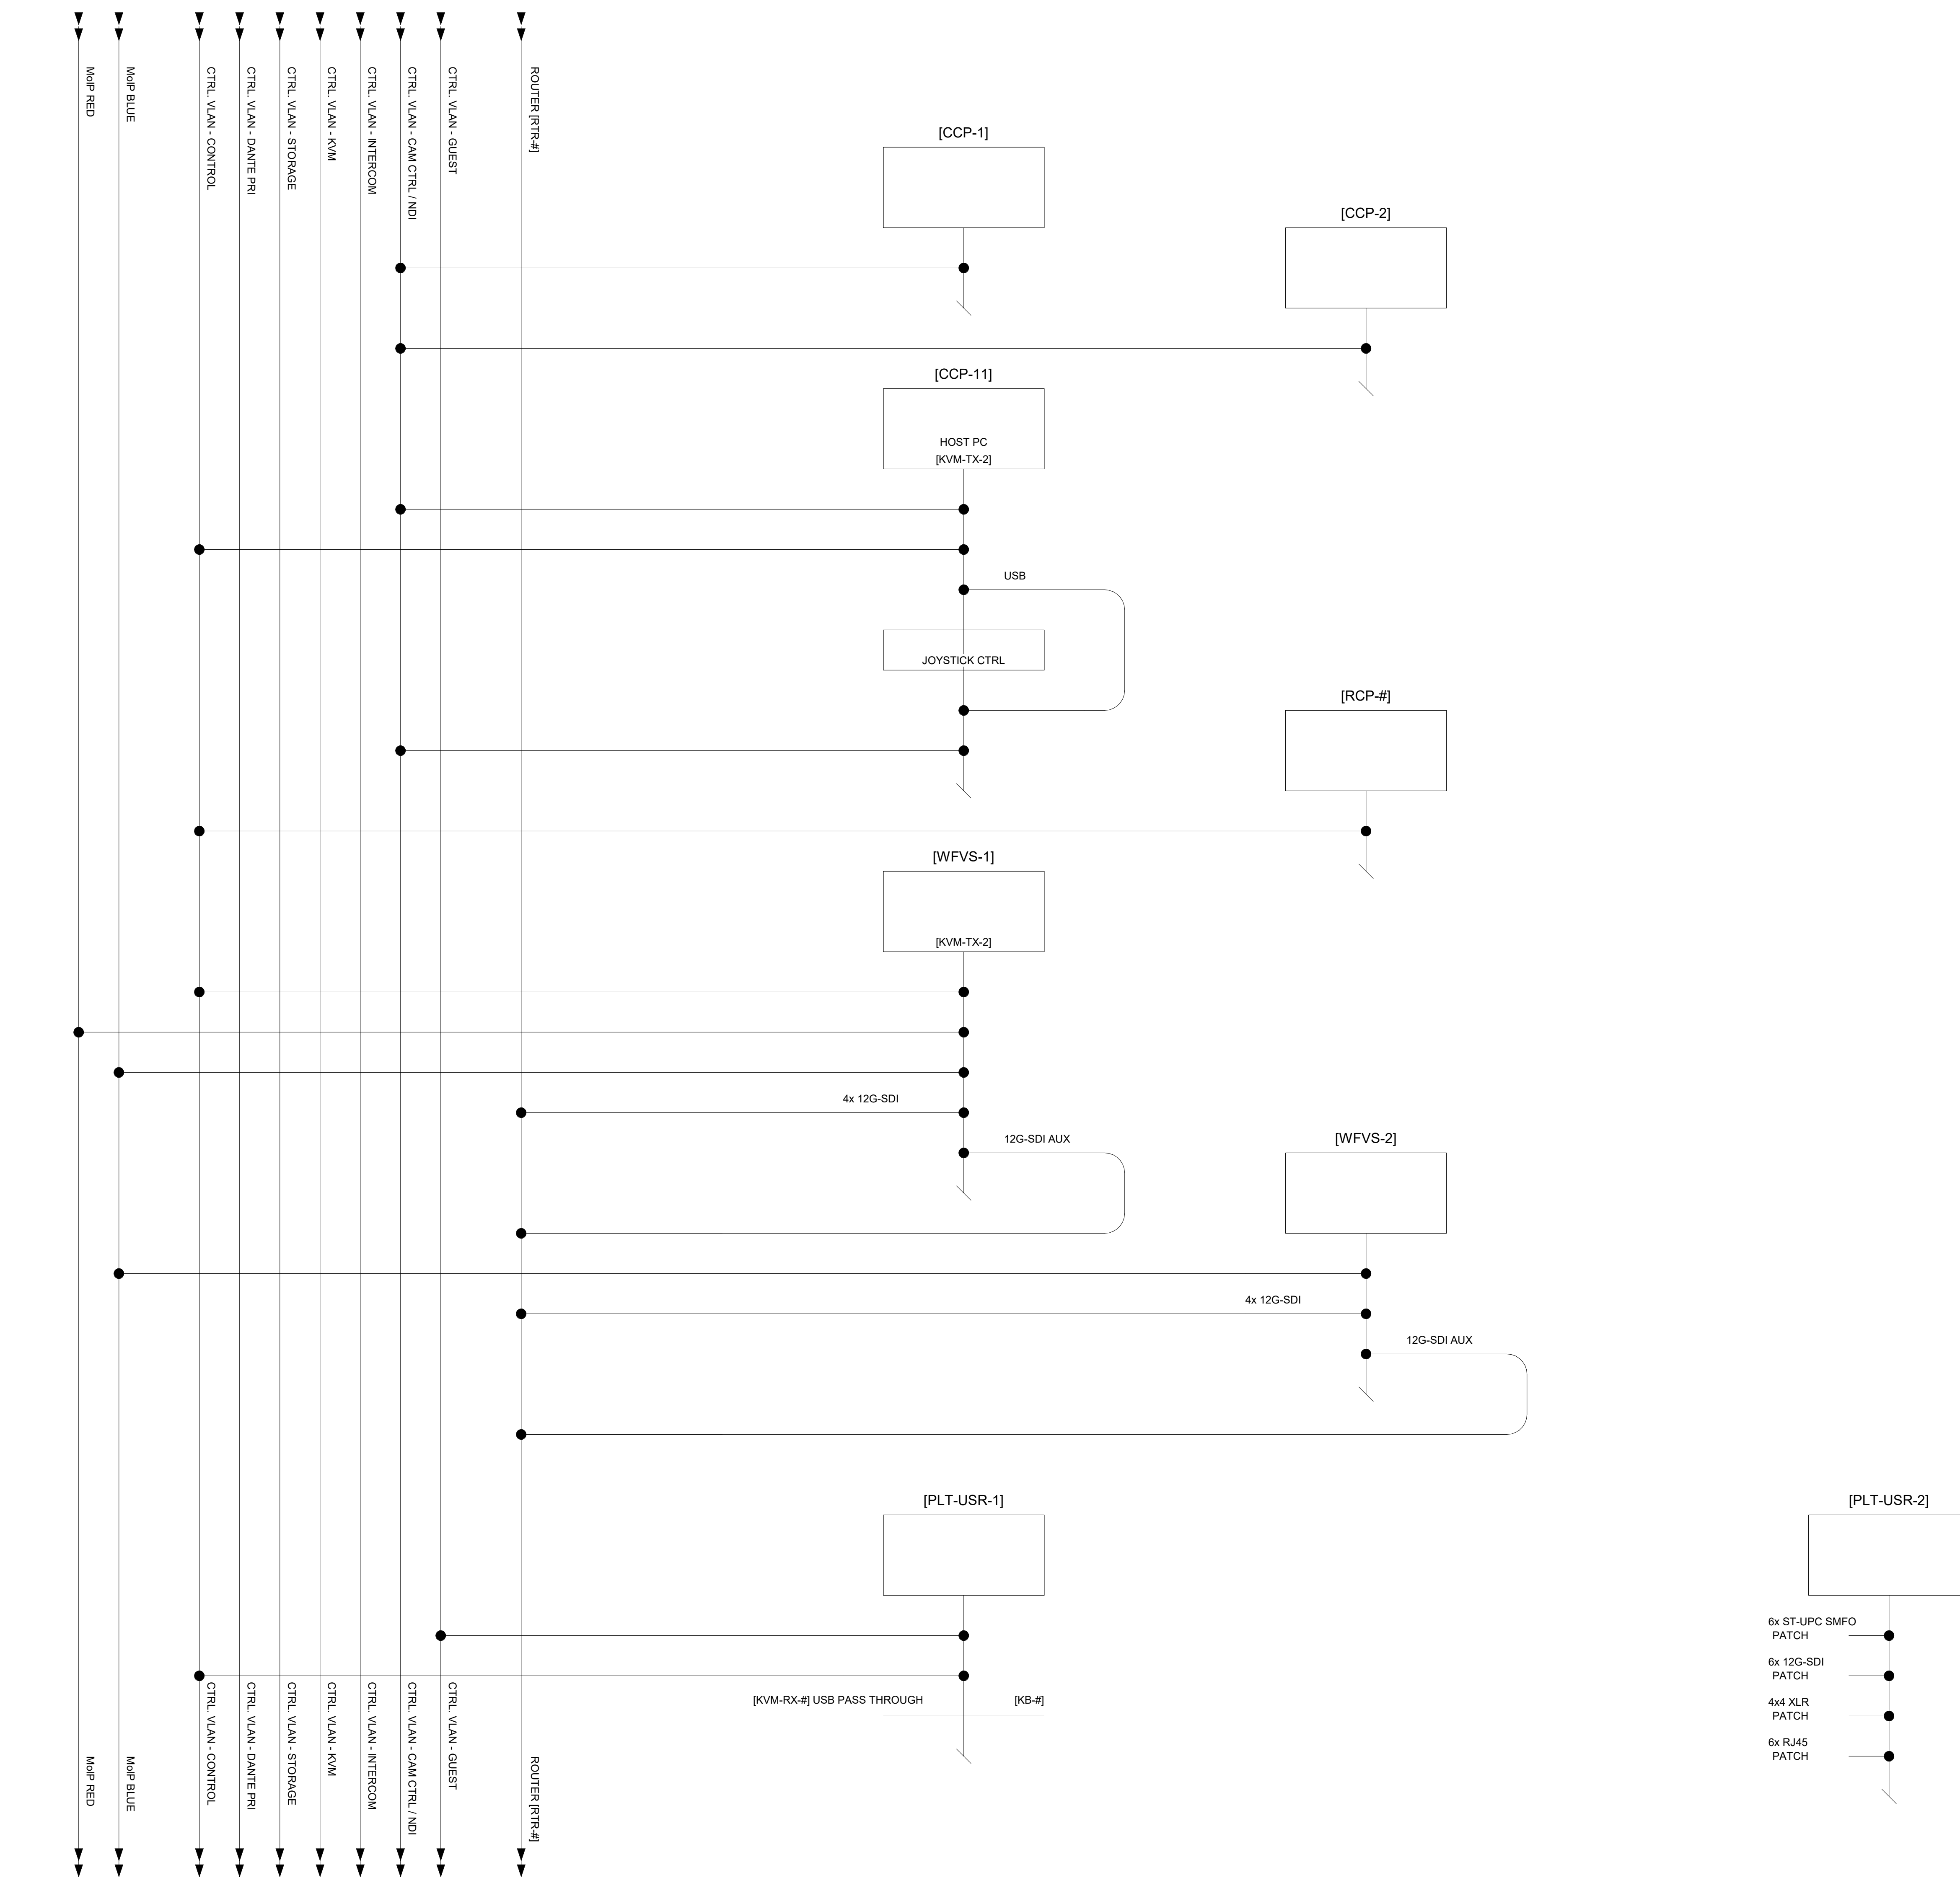 MoIP RED
MoIP BLUE
CTRL. VLAN - CONTROL
CTRL. VLAN - DANTE PRI
CTRL. VLAN - STORAGE
CTRL. VLAN - KVM
CTRL. VLAN - INTERCOM
CTRL. VLAN - CAM CTRL / NDI
CTRL. VLAN - GUEST
ROUTER [RTR-#]
[CCP-1]
[CCP-2]
[CCP-11]
HOST PC
[KVM-TX-2]
USB
JOYSTICK CTRL
[RCP-#]
[WFVS-1]
[KVM-TX-2]
4x 12G-SDI
12G-SDI AUX
[WFVS-2]
4x 12G-SDI
12G-SDI AUX
[PLT-USR-1]
[KVM-RX-#] USB PASS THROUGH
[KB-#]
[PLT-USR-2]
6x ST-UPC SMFO
PATCH
6x 12G-SDI
PATCH
4x4 XLR
PATCH
6x RJ45
PATCH
MoIP RED
MoIP BLUE
CTRL. VLAN - CONTROL
CTRL. VLAN - DANTE PRI
CTRL. VLAN - STORAGE
CTRL. VLAN - KVM
CTRL. VLAN - INTERCOM
CTRL. VLAN - CAM CTRL / NDI
CTRL. VLAN - GUEST
ROUTER [RTR-#]